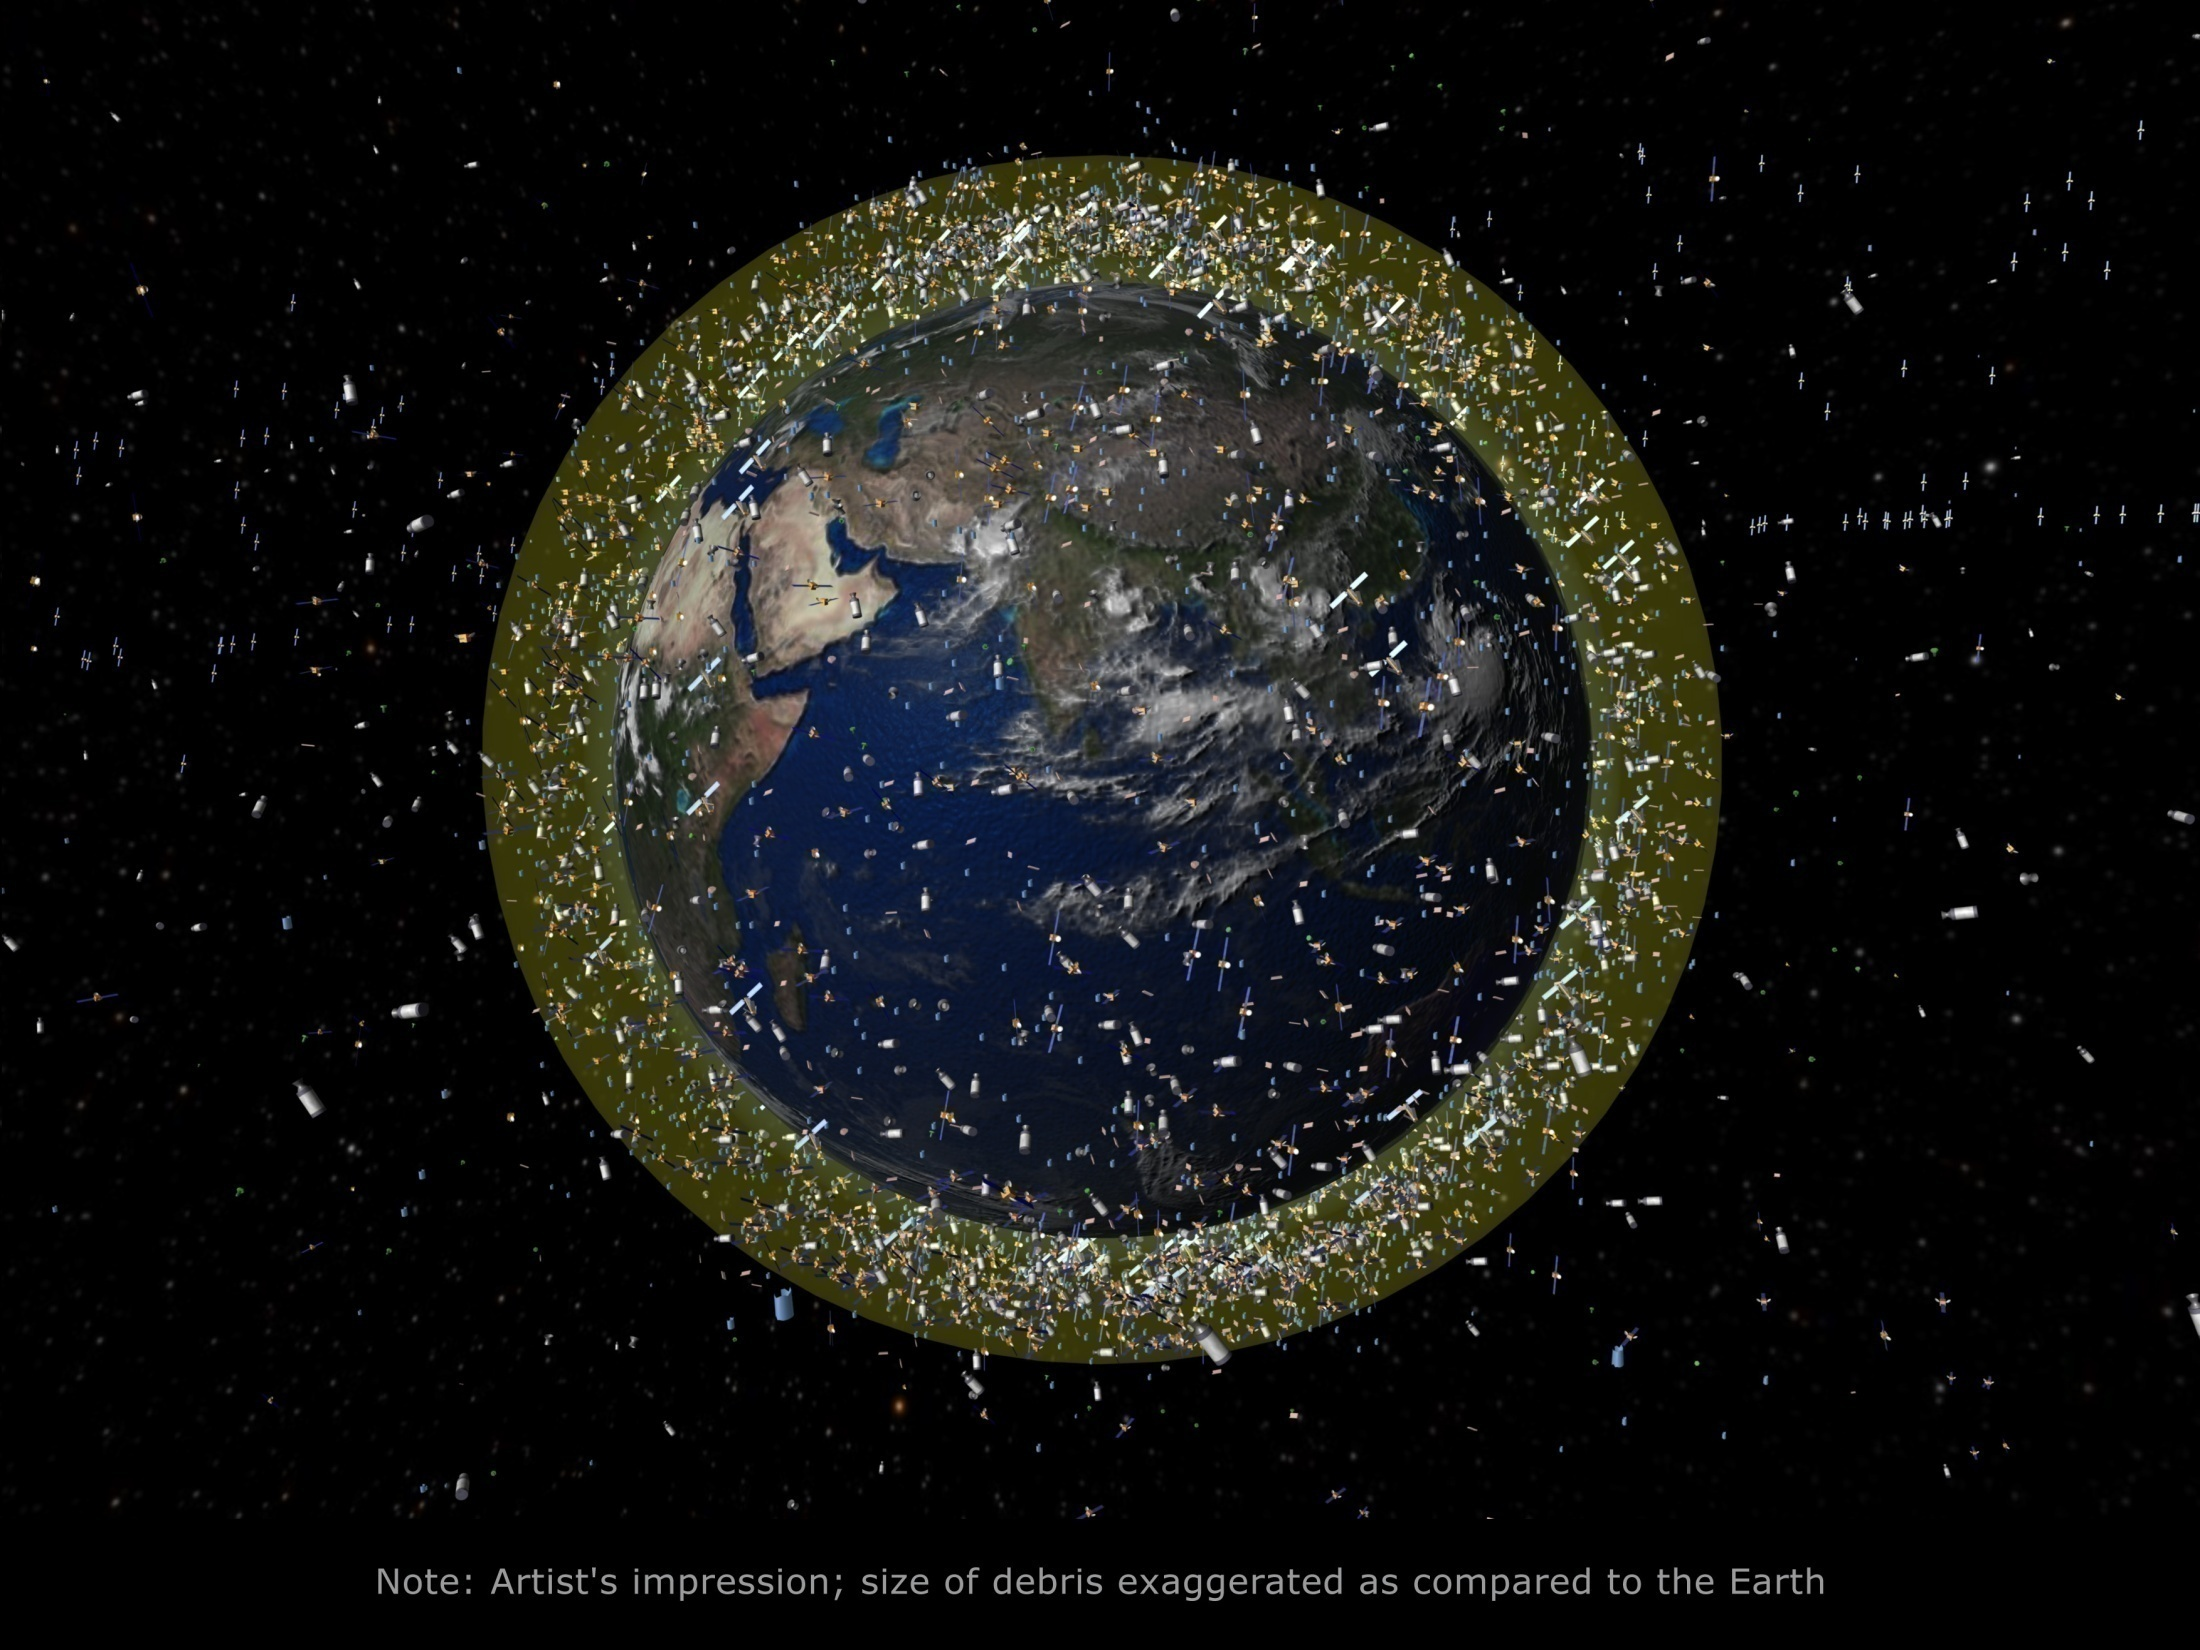 Note: Artist's impression; size of debris exaggerated as compared to the Earth